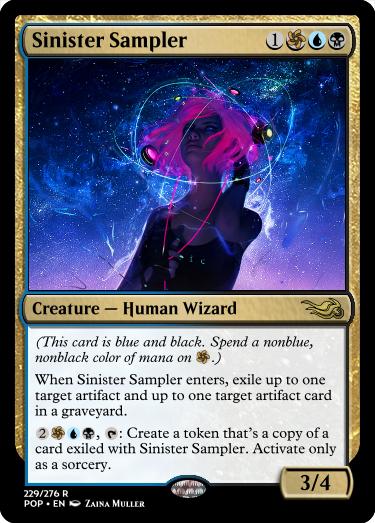 Sinister Sampler 1
Creature — Human Wizard
(This card is blue and black. Spend a nonblue,
nonblack color of mana on .)
When Sinister Sampler enters, exile up to one
target artifact and up to one target artifact card
in a graveyard.
2 , : Create a token that's a copy of a
card exiled with Sinister Sampler. Activate only
as a sorcery.
3/4
229/276 R
POP • EN Zaina Muller